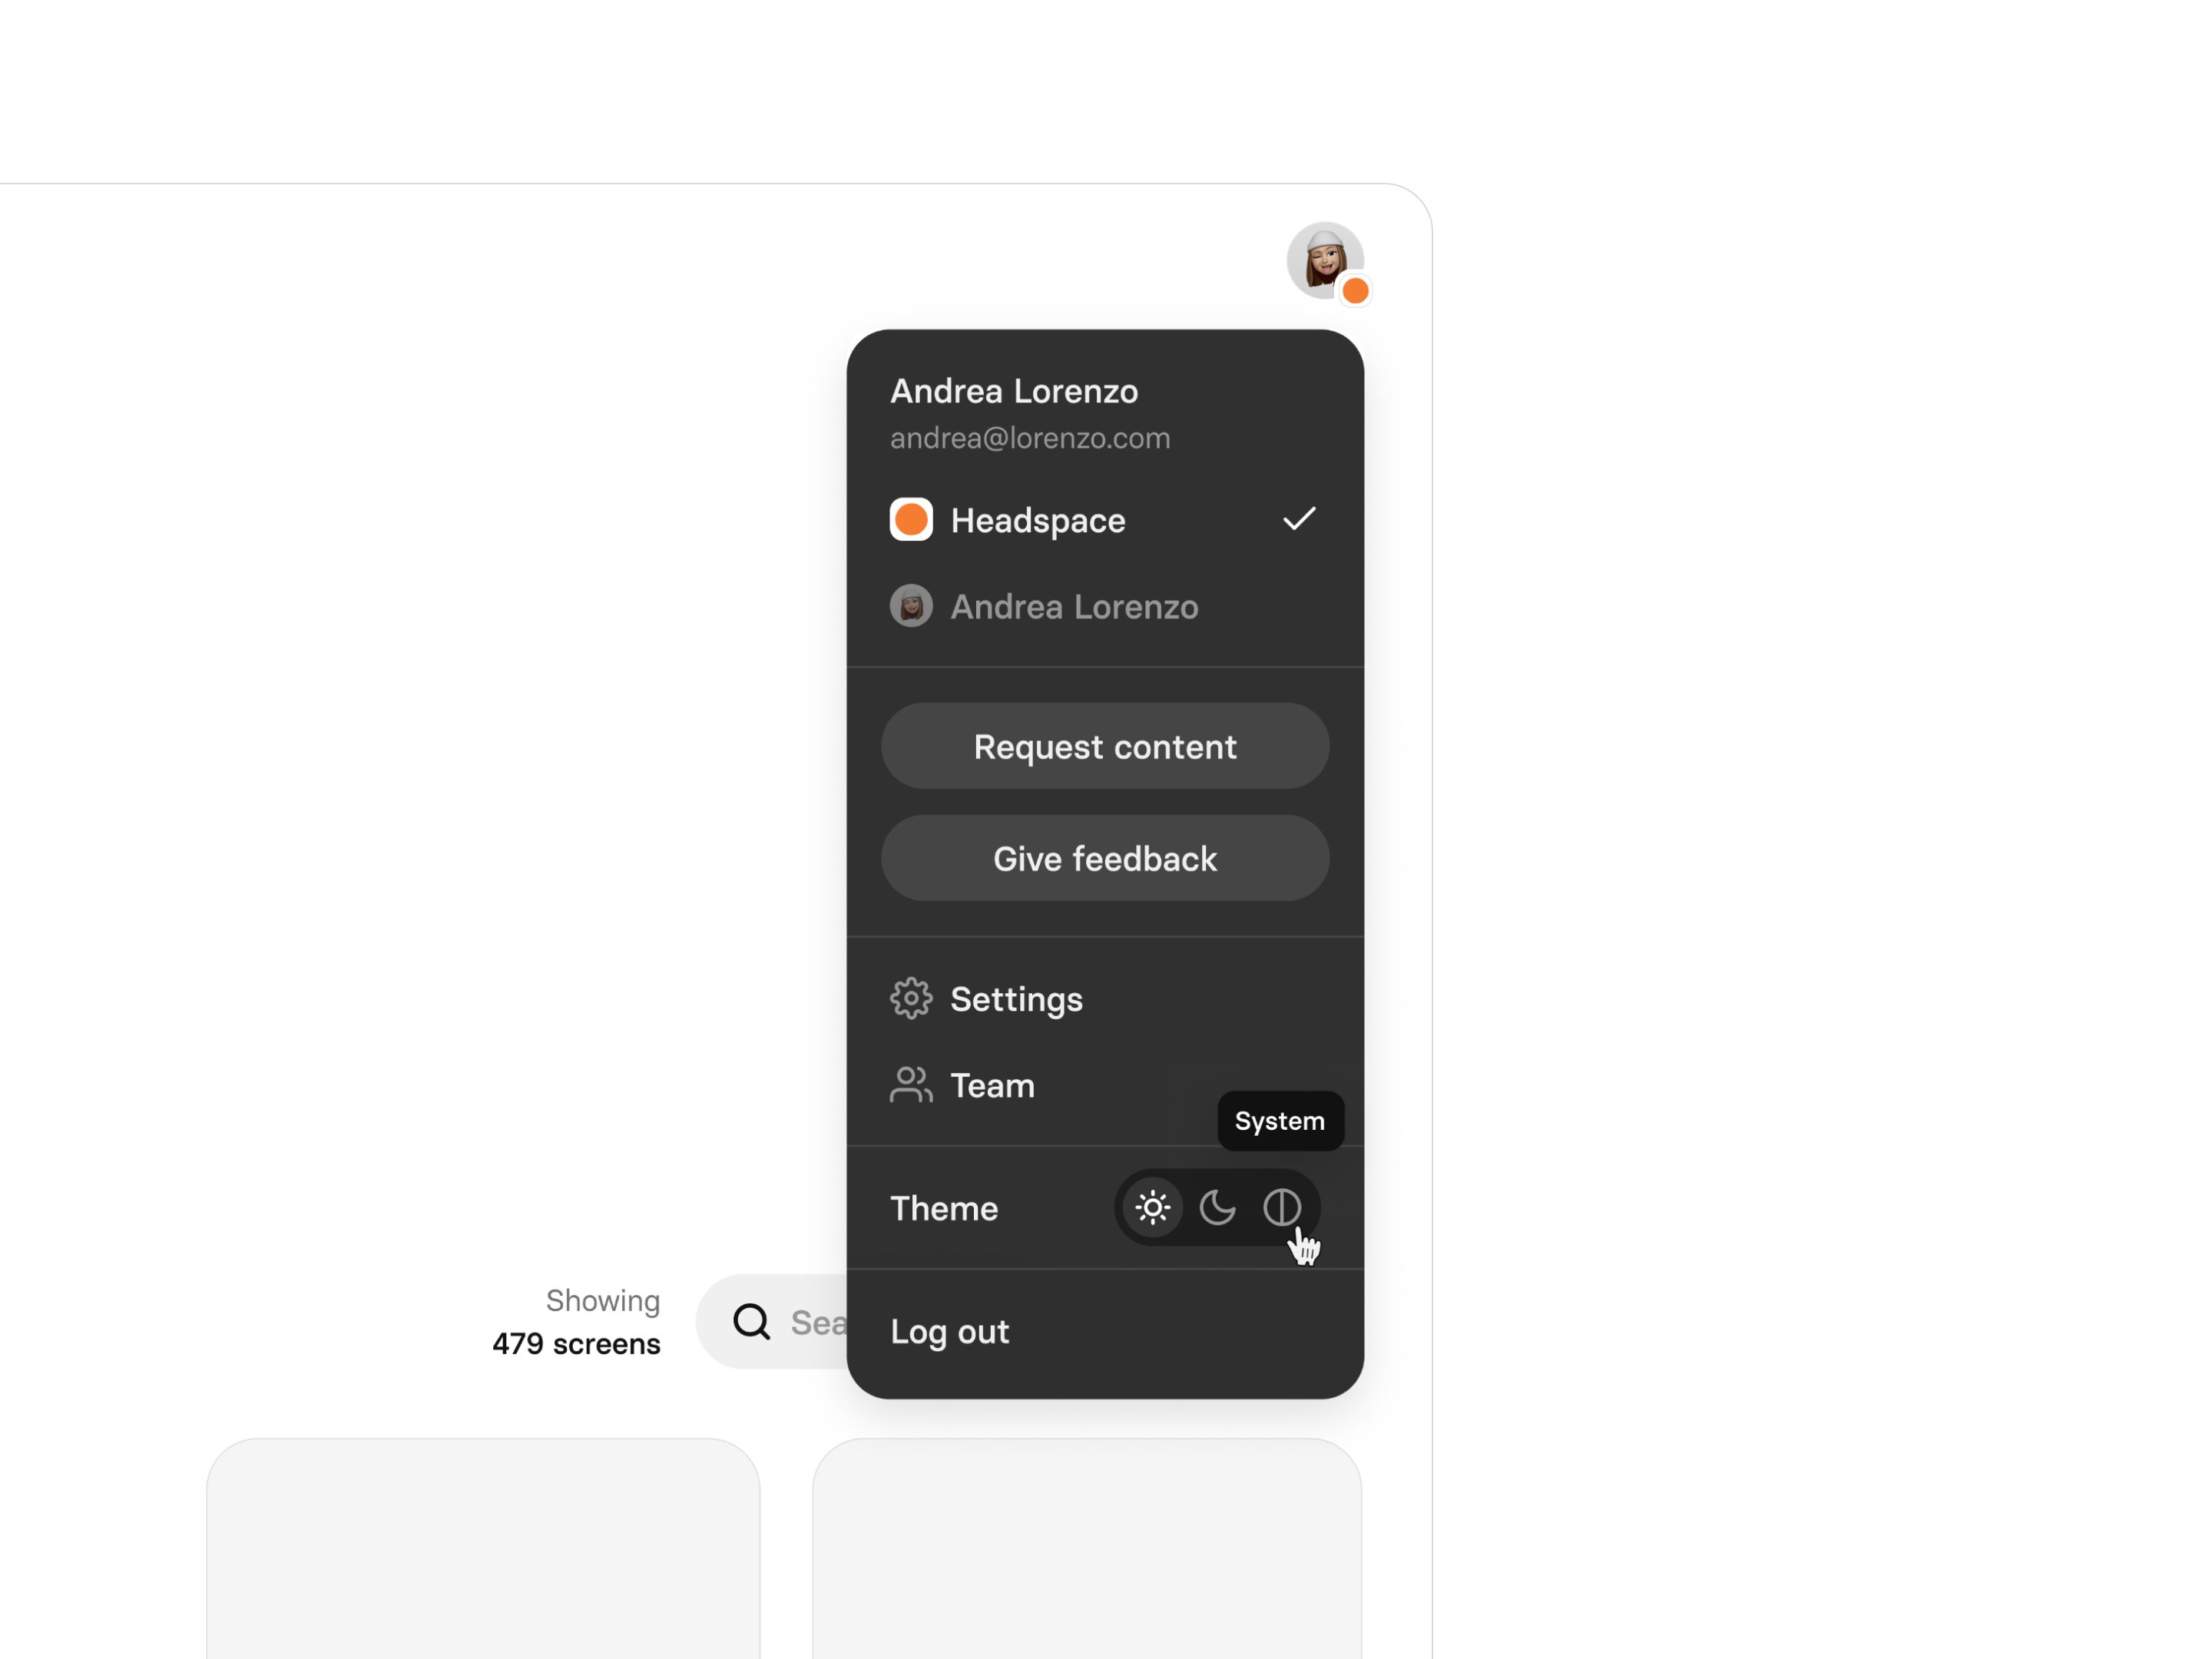 Andrea Lorenzo
andrea@lorenzo.com
Headspace
Andrea Lorenzo
Request content
Give feedback
Settings
Team
System
Theme
Showing
479 screens
Sea
Log out